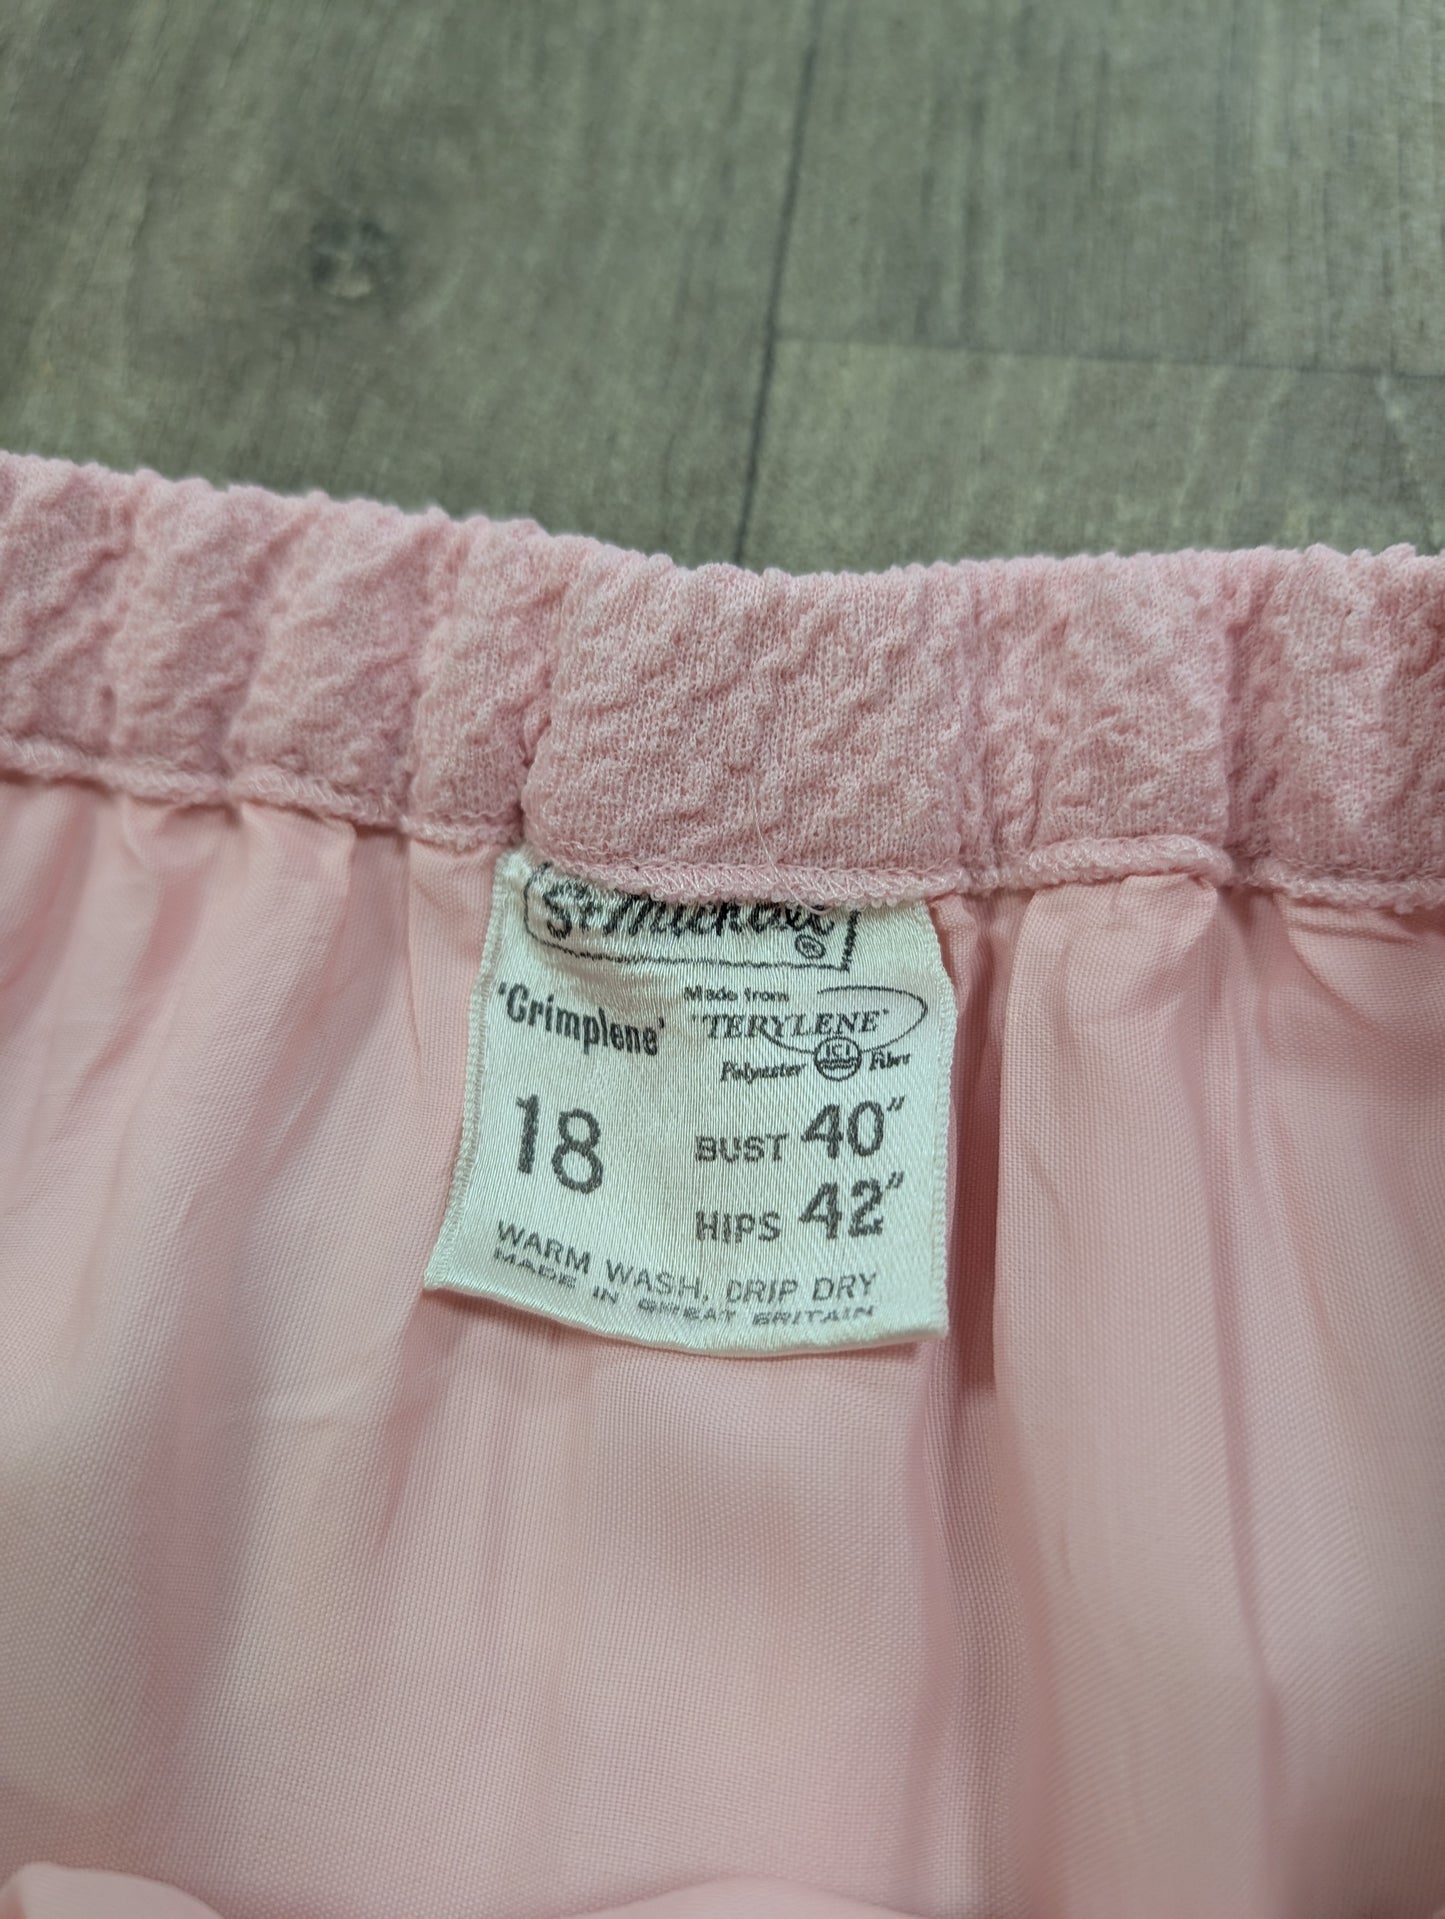 St Michael ®
'Crimplene'
Made from
'TERYLENE'
Polyester ICI Fibre
18
BUST 40"
HIPS 42"
WARM WASH, DRIP DRY
MADE IN GREAT BRITAIN